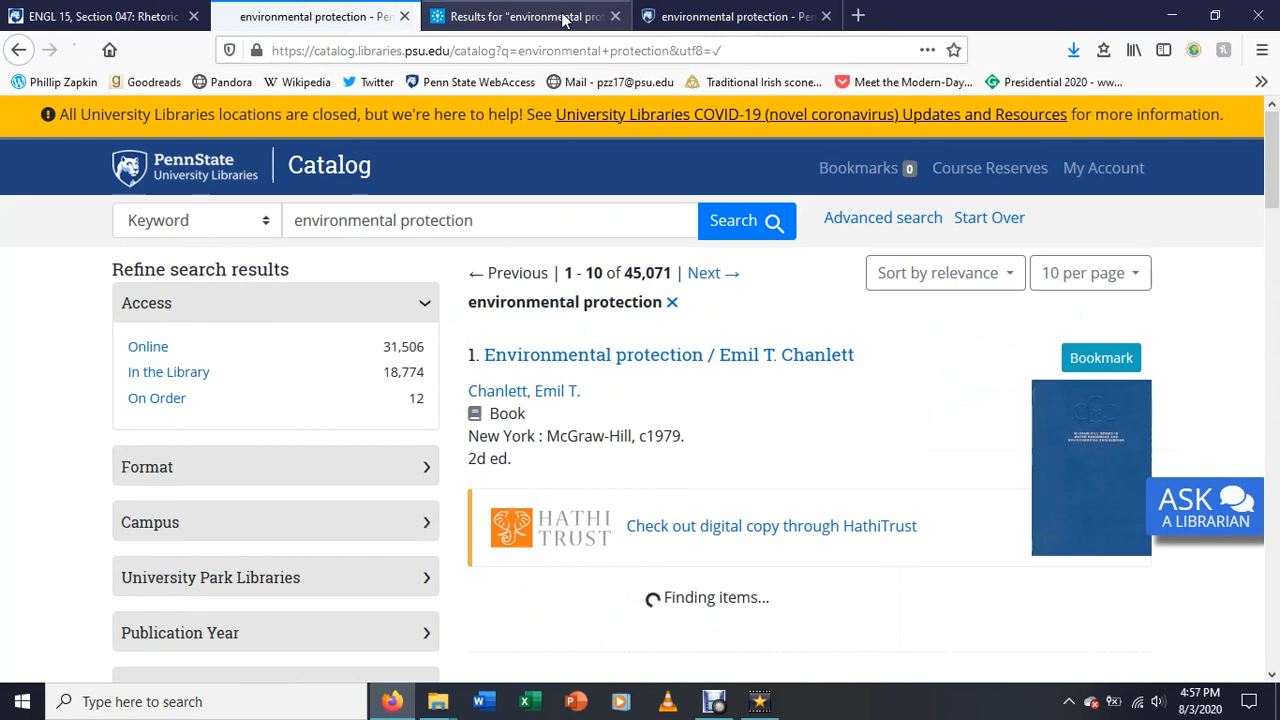 ENGL 15, Section 047: Rhetoric
environmental protection - Pen
Results for "environmental prot
environmental protection - Pen
https://catalog.libraries.psu.edu/catalog?q=environmental+protection&utf8=✓
Phillip Zapkin
Goodreads
Pandora
Wikipedia
Twitter
Penn State WebAccess
Mail - pzz17@psu.edu
Traditional Irish scone...
Meet the Modern-Day...
Presidential 2020 - ww...
All University Libraries locations are closed, but we're here to help! See University Libraries COVID-19 (novel coronavirus) Updates and Resources for more information.
PennState
University Libraries
Catalog
Bookmarks 0
Course Reserves
My Account
Keyword
environmental protection
Search
Advanced search
Start Over
Refine search results
← Previous | 1 - 10 of 45,071 | Next →
Sort by relevance
10 per page
Access
environmental protection ✕
Online 31,506
In the Library 18,774
On Order 12
1. Environmental protection / Emil T. Chanlett
Bookmark
Chanlett, Emil T.
Book
New York : McGraw-Hill, c1979.
2d ed.
Format
Campus
University Park Libraries
Publication Year
HATHI
TRUST
Check out digital copy through HathiTrust
ASK
A LIBRARIAN
Finding items...
Type here to search
4:57 PM
8/3/2020